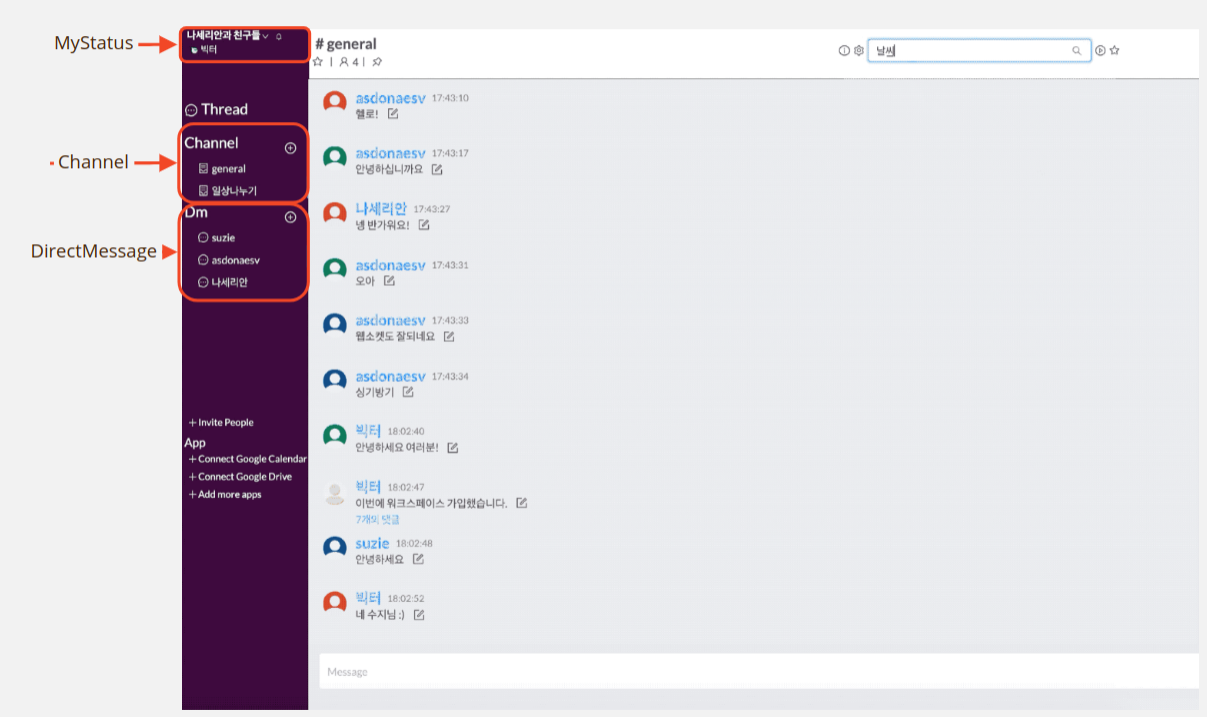 MyStatus
나세리안과 친구들
빅터
Thread
Channel
Channel
general
일상나누기
Dm
DirectMessage
suzie
asdonaesv
나세리안
+ Invite People
App
+ Connect Google Calendar
+ Connect Google Drive
+ Add more apps
# general
4
날씨
asdonaesv 17:43:10
헬로!
asdonaesv 17:43:17
안녕하십니까요
나세리안 17:43:27
넹 반가워요!
asdonaesv 17:43:31
오아
asdonaesv 17:43:33
웹소켓도 잘되네요
asdonaesv 17:43:34
싱기방기
빅터 18:02:40
안녕하세요 여러분!
빅터 18:02:47
이번에 워크스페이스 가입했습니다.
7개의 댓글
suzie 18:02:48
안녕하세요
빅터 18:02:52
네 수지님 :)
Message